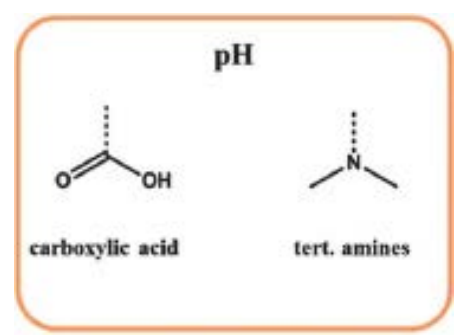 pH
O
OH
N
carboxylic acid
tert. amines